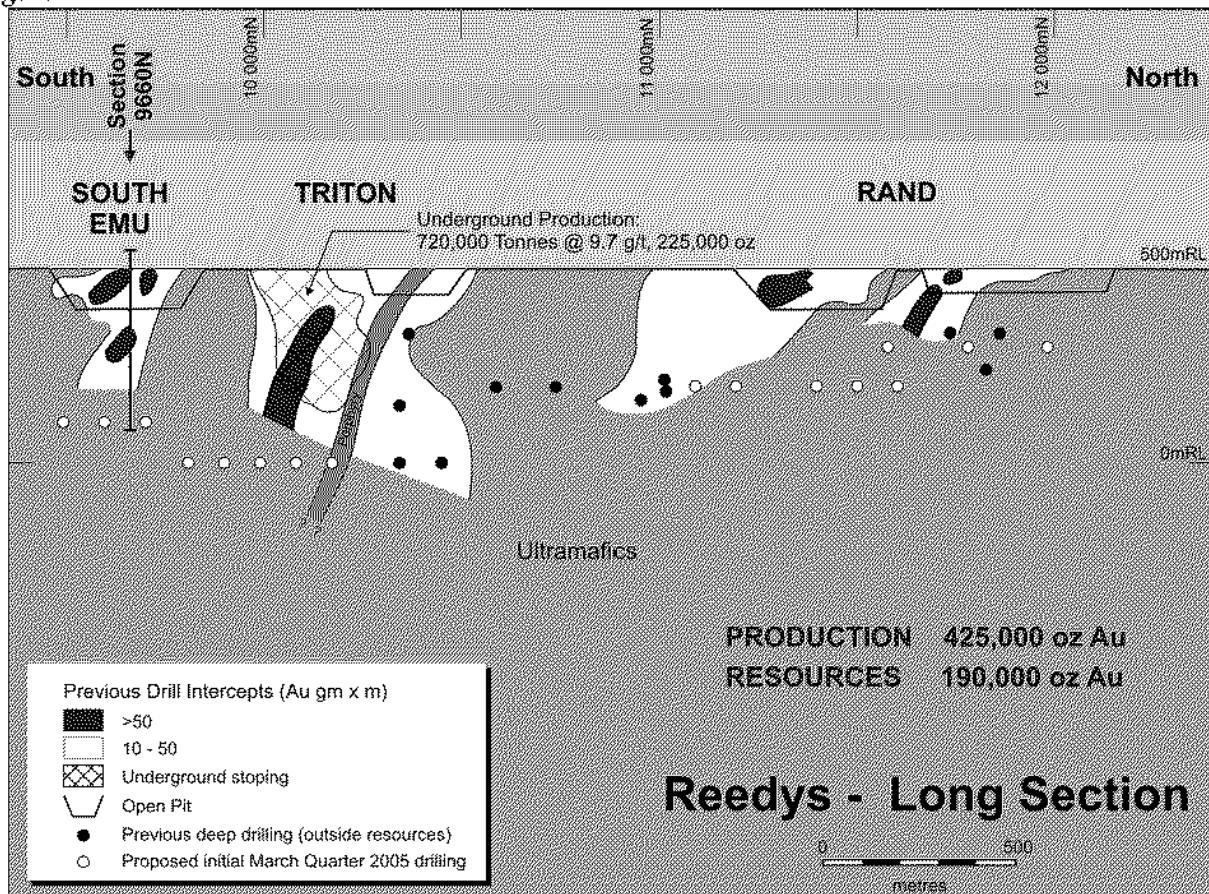 South
Section
9660N
10 000mN
11 000mN
12 000mN
North
SOUTH
EMU
TRITON
RAND
Underground Production:
720,000 Tonnes @ 9.7 g/t, 225,000 oz
500mRL
0mRL
Ultramafics
PRODUCTION 425,000 oz Au
RESOURCES 190,000 oz Au
Previous Drill Intercepts (Au gm x m)
>50
10 - 50
Underground stoping
Open Pit
Previous deep drilling (outside resources)
Proposed initial March Quarter 2005 drilling
Reedys - Long Section
0 500
metres